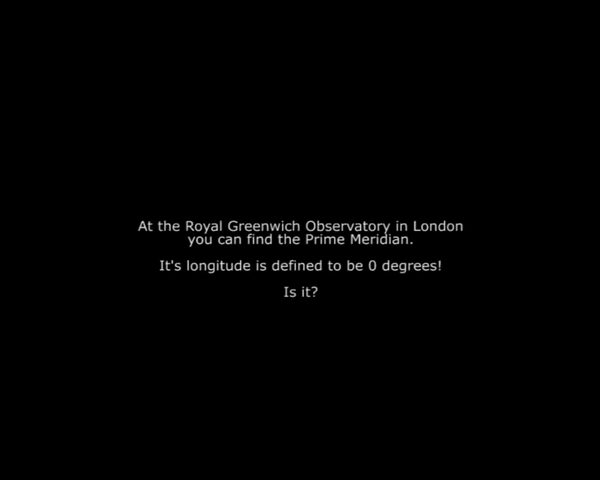 At the Royal Greenwich Observatory in London
you can find the Prime Meridian.
It's longitude is defined to be 0 degrees!
Is it?